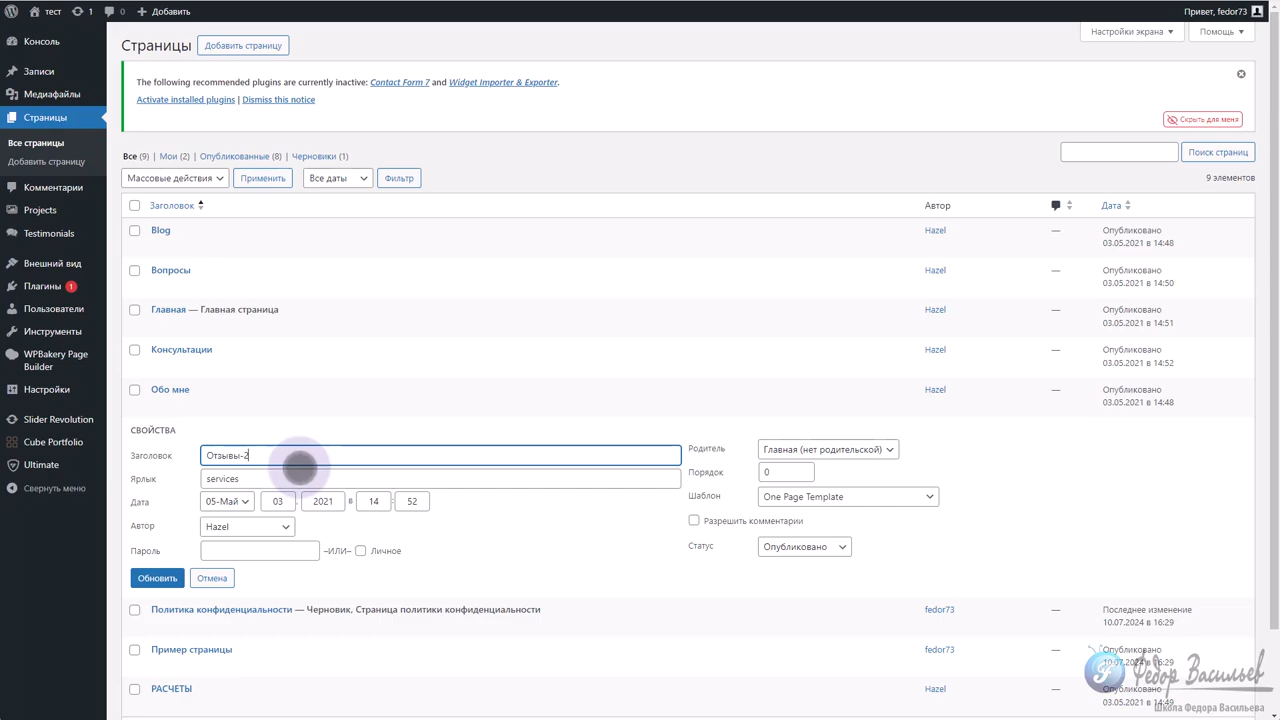 test 1 0 Добавить Привет, fedor73
Консоль
Записи
Медиафайлы
Страницы
Все страницы
Добавить страницу
Комментарии
Projects
Testimonials
Внешний вид
Плагины 1
Пользователи
Инструменты
WPBakery Page
Builder
Настройки
Slider Revolution
Cube Portfolio
Ultimate
Свернуть меню
Настройки экрана Помощь
Страницы Добавить страницу
The following recommended plugins are currently inactive: Contact Form 7 and Widget Importer & Exporter.
Activate installed plugins | Dismiss this notice
Скрыть для меня
Все (9) | Мои (2) | Опубликованные (8) | Черновики (1)
Поиск страниц
Массовые действия Применить Все даты Фильтр
9 элементов
Заголовок Автор Дата
Blog Hazel — Опубликовано
03.05.2021 в 14:48
Вопросы Hazel — Опубликовано
03.05.2021 в 14:50
Главная — Главная страница Hazel — Опубликовано
03.05.2021 в 14:51
Консультации Hazel — Опубликовано
03.05.2021 в 14:52
Обо мне Hazel — Опубликовано
03.05.2021 в 14:48
СВОЙСТВА
Заголовок Отзывы-2
Ярлык services
Дата 05-Май 03 , 2021 в 14 : 52
Автор Hazel
Пароль –ИЛИ– Личное
Родитель Главная (нет родительской)
Порядок 0
Шаблон One Page Template
Разрешить комментарии
Статус Опубликовано
Обновить Отмена
Политика конфиденциальности — Черновик, Страница политики конфиденциальности fedor73 — Последнее изменение
10.07.2024 в 16:29
Пример страницы fedor73 — Опубликовано
10.07.2024 в 16:29
РАСЧЕТЫ Hazel — Опубликовано
03.05.2021 в 14:49
Федор Васильев
Школа Федора Васильева